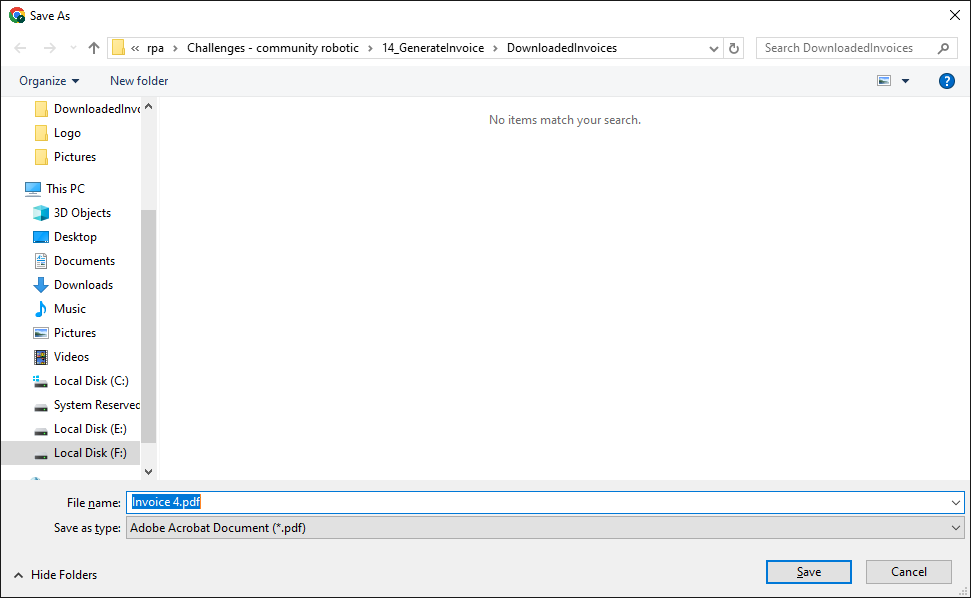 Save As
« rpa › Challenges - community robotic › 14_GenerateInvoice › DownloadedInvoices
Search DownloadedInvoices
Organize New folder
?
DownloadedInvo
Logo
Pictures
This PC
3D Objects
Desktop
Documents
Downloads
Music
Pictures
Videos
Local Disk (C:)
System Reserved
Local Disk (E:)
Local Disk (F:)
No items match your search.
File name: Invoice 4.pdf
Save as type: Adobe Acrobat Document (*.pdf)
Hide Folders
Save Cancel